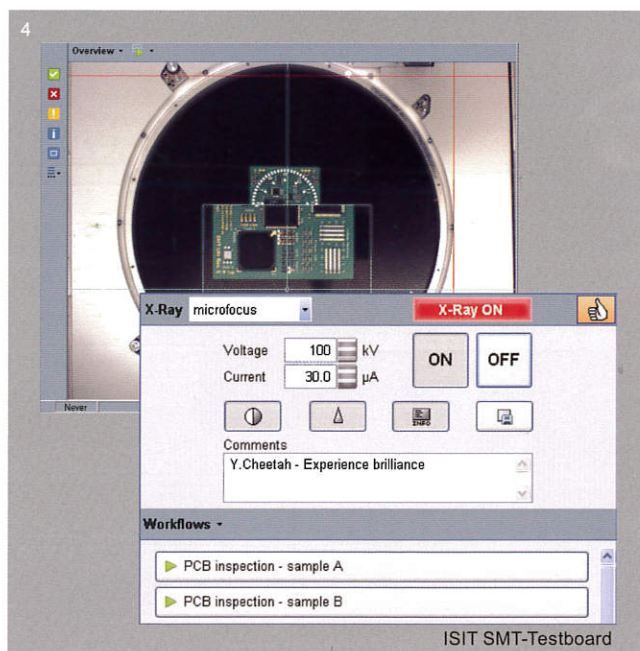 4
Overview
X-Ray microfocus X-Ray ON
Voltage 100 kV ON OFF
Current 30.0 µA
INFO
Comments
Y.Cheetah - Experience brilliance
Never
Workflows
PCB inspection - sample A
PCB inspection - sample B
ISIT SMT-Testboard